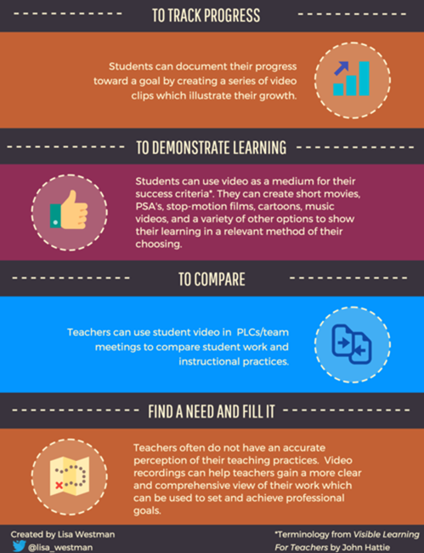 TO TRACK PROGRESS
Students can document their progress
toward a goal by creating a series of video
clips which illustrate their growth.
TO DEMONSTRATE LEARNING
Students can use video as a medium for their
success criteria*. They can create short movies,
PSA's, stop-motion films, cartoons, music
videos, and a variety of other options to show
their learning in a relevant method of their
choosing.
TO COMPARE
Teachers can use student video in PLCs/team
meetings to compare student work and
instructional practices.
FIND A NEED AND FILL IT
Teachers often do not have an accurate
perception of their teaching practices. Video
recordings can help teachers gain a more clear
and comprehensive view of their work which
can be used to set and achieve professional
goals.
Created by Lisa Westman
@lisa_westman
*Terminology from Visible Learning
For Teachers by John Hattie